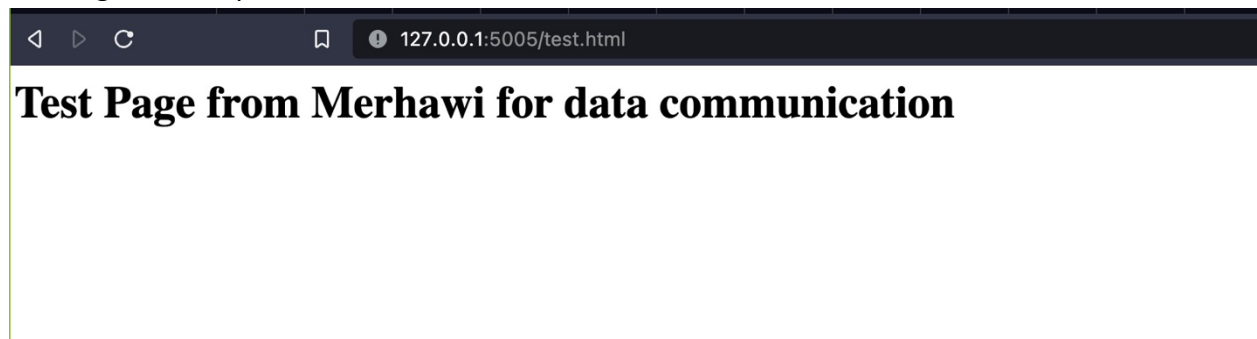 127.0.0.1:5005/test.html
Test Page from Merhawi for data communication